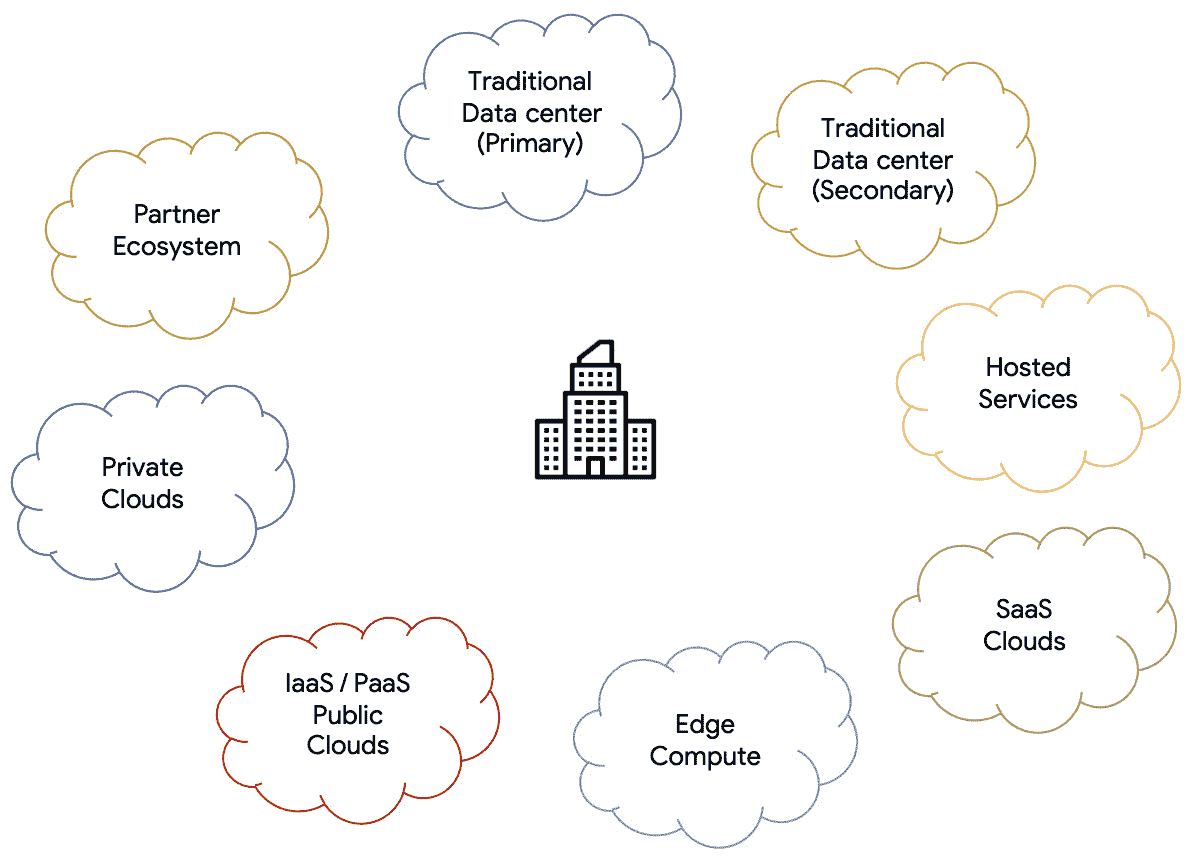 Traditional
Data center
(Primary)
Traditional
Data center
(Secondary)
Partner
Ecosystem
Hosted
Services
Private
Clouds
SaaS
Clouds
IaaS / PaaS
Public
Clouds
Edge
Compute